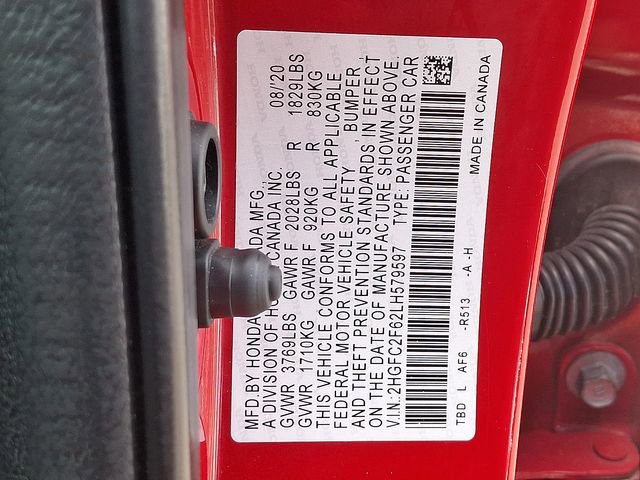 MFD.BY HONDA CANADA MFG., 08/'20
A DIVISION OF HONDA CANADA INC.
GVWR 3769LBS GAWR F 2028LBS R 1829LBS
GVWR 1710KG GAWR F 920KG R 830KG
THIS VEHICLE CONFORMS TO ALL APPLICABLE
FEDERAL MOTOR VEHICLE SAFETY , BUMPER ,
AND THEFT PREVENTION STANDARDS IN EFFECT
ON THE DATE OF MANUFACTURE SHOWN ABOVE.
V.I.N.:2HGFC2F62LH579597 TYPE: PASSENGER CAR
TBD L AF6 -R513 -A -H MADE IN CANADA